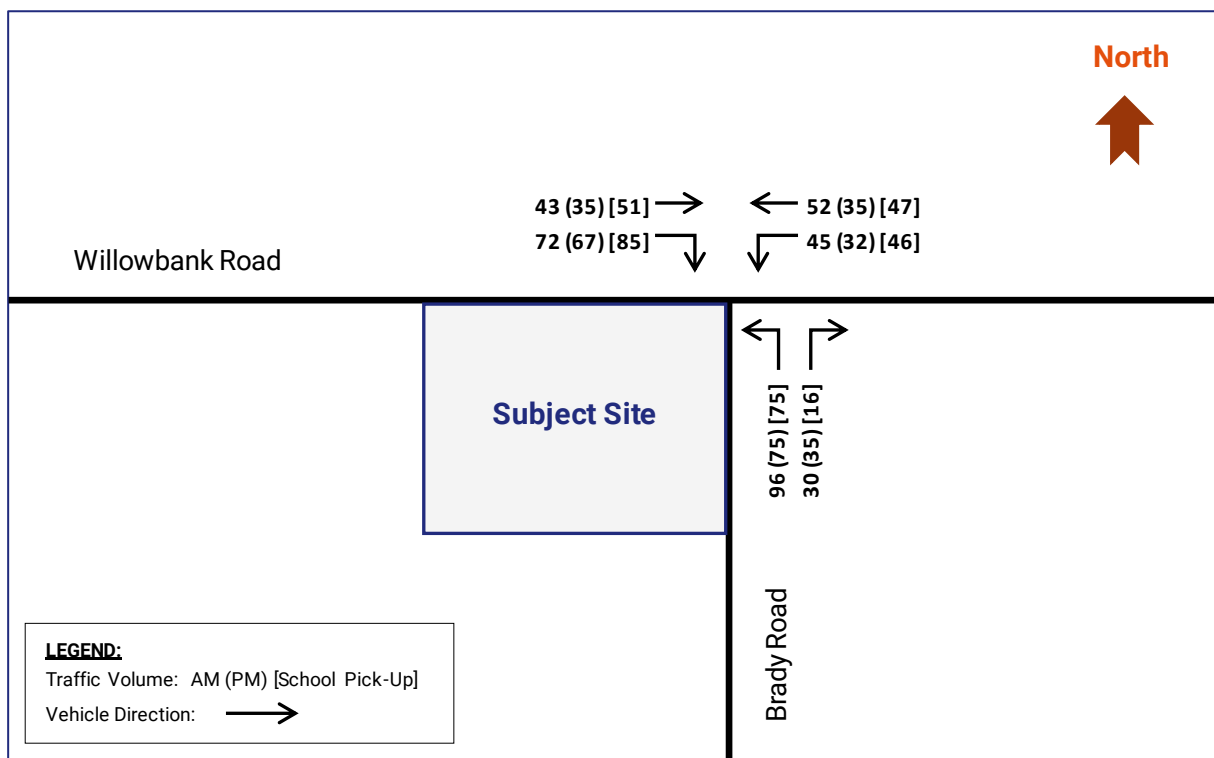 North
43 (35) [51]
52 (35) [47]
72 (67) [85]
45 (32) [46]
Willowbank Road
Subject Site
96 (75) [75]
30 (35) [16]
Brady Road
LEGEND:
Traffic Volume: AM (PM) [School Pick-Up]
Vehicle Direction: